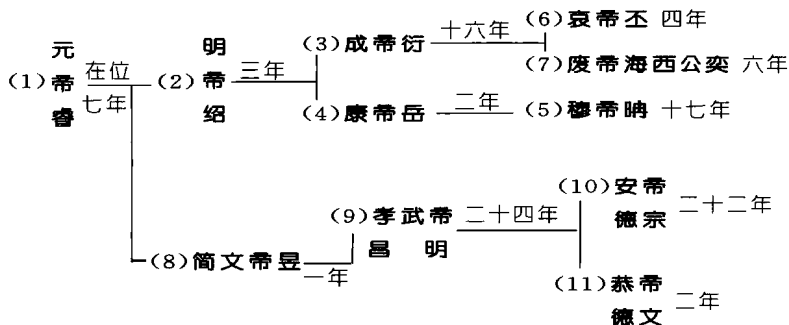 (1) 元帝睿 在位七年
(2) 明帝绍 三年
(3) 成帝衍 十六年
(4) 康帝岳 二年
(5) 穆帝聃 十七年
(6) 哀帝丕 四年
(7) 废帝海西公奕 六年
(8) 简文帝昱 一年
(9) 孝武帝昌明 二十四年
(10) 安帝德宗 二十二年
(11) 恭帝德文 二年